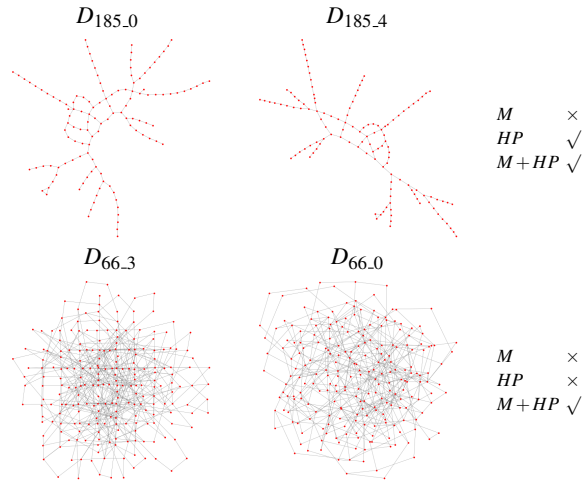 D185_0 D185_4
M ×
HP √
M+HP √
D66_3 D66_0
M ×
HP ×
M+HP √